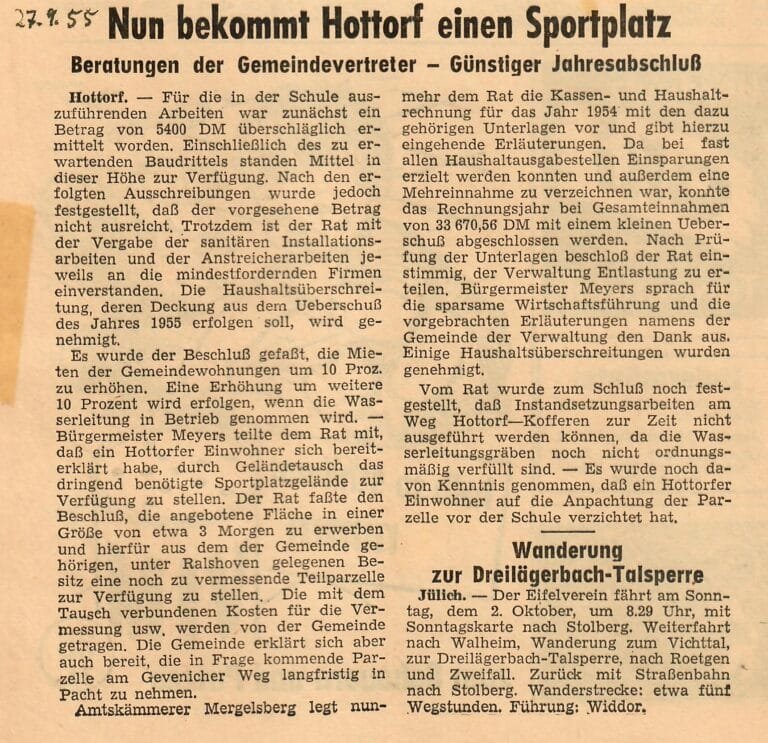 27.9.55 Nun bekommt Hottorf einen Sportplatz
Beratungen der Gemeindevertreter – Günstiger Jahresabschluß
Hottorf. — Für die in der Schule aus-
zuführenden Arbeiten war zunächst ein
Betrag von 5400 DM überschläglich er-
mittelt worden. Einschließlich des zu er-
wartenden Baudrittels standen Mittel in
dieser Höhe zur Verfügung. Nach den er-
folgten Ausschreibungen wurde jedoch
festgestellt, daß der vorgesehene Betrag
nicht ausreicht. Trotzdem ist der Rat mit
der Vergabe der sanitären Installations-
arbeiten und der Anstreicherarbeiten je-
weils an die mindestfordernden Firmen
einverstanden. Die Haushaltsüberschrei-
tung, deren Deckung aus dem Ueberschuß
des Jahres 1955 erfolgen soll, wird ge-
nehmigt.
Es wurde der Beschluß gefaßt, die Mie-
ten der Gemeindewohnungen um 10 Proz.
zu erhöhen. Eine Erhöhung um weitere
10 Prozent wird erfolgen, wenn die Was-
serleitung in Betrieb genommen wird. —
Bürgermeister Meyers teilte dem Rat mit,
daß ein Hottorfer Einwohner sich bereit-
erklärt habe, durch Geländetausch das
dringend benötigte Sportplatzgelände zur
Verfügung zu stellen. Der Rat faßte den
Beschluß, die angebotene Fläche in einer
Größe von etwa 3 Morgen zu erwerben
und hierfür aus dem der Gemeinde ge-
hörigen, unter Ralshoven gelegenen Be-
sitz eine noch zu vermessende Teilparzelle
zur Verfügung zu stellen. Die mit dem
Tausch verbundenen Kosten für die Ver-
messung usw. werden von der Gemeinde
getragen. Die Gemeinde erklärt sich aber
auch bereit, die in Frage kommende Par-
zelle am Gevenicher Weg langfristig in
Pacht zu nehmen.
Amtskämmerer Mergelsberg legt nun-
mehr dem Rat die Kassen- und Haushalt-
rechnung für das Jahr 1954 mit den dazu
gehörigen Unterlagen vor und gibt hierzu
eingehende Erläuterungen. Da bei fast
allen Haushaltausgabestellen Einsparungen
erzielt werden konnten und außerdem eine
Mehreinnahme zu verzeichnen war, konnte
das Rechnungsjahr bei Gesamteinnahmen
von 33 670,56 DM mit einem kleinen Ueber-
schuß abgeschlossen werden. Nach Prü-
fung der Unterlagen beschloß der Rat ein-
stimmig, der Verwaltung Entlastung zu er-
teilen. Bürgermeister Meyers sprach für
die sparsame Wirtschaftsführung und die
vorgebrachten Erläuterungen namens der
Gemeinde der Verwaltung den Dank aus.
Einige Haushaltsüberschreitungen wurden
genehmigt.
Vom Rat wurde zum Schluß noch fest-
gestellt, daß Instandsetzungsarbeiten am
Weg Hottorf—Kofferen zur Zeit nicht
ausgeführt werden können, da die Was-
serleitungsgräben noch nicht ordnungs-
mäßig verfüllt sind. — Es wurde noch da-
von Kenntnis genommen, daß ein Hottorfer
Einwohner auf die Anpachtung der Par-
zelle vor der Schule verzichtet hat.
Wanderung
zur Dreilägerbach-Talsperre
Jülich. — Der Eifelverein fährt am Sonn-
tag, dem 2. Oktober, um 8.29 Uhr, mit
Sonntagskarte nach Stolberg. Weiterfahrt
nach Walheim, Wanderung zum Vichttal,
zur Dreilägerbach-Talsperre, nach Roetgen
und Zweifall. Zurück mit Straßenbahn
nach Stolberg. Wanderstrecke: etwa fünf
Wegstunden. Führung: Widdor.